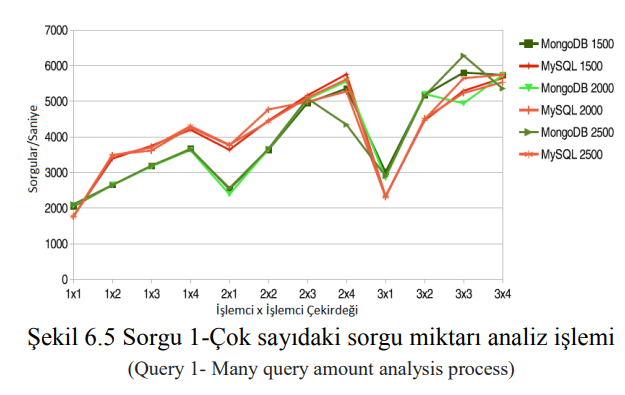 7000
6000
5000
4000
3000
2000
1000
0
Sorgular/Saniye
1x1 1x2 1x3 1x4 2x1 2x2 2x3 2x4 3x1 3x2 3x3 3x4
İşlemci x İşlemci Çekirdeği
MongoDB 1500
MySQL 1500
MongoDB 2000
MySQL 2000
MongoDB 2500
MySQL 2500
Şekil 6.5 Sorgu 1-Çok sayıdaki sorgu miktarı analiz işlemi
(Query 1- Many query amount analysis process)